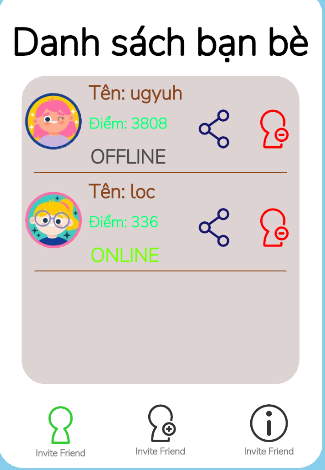 Danh sách bạn bè
Tên: ugyuh
Điểm: 3808
OFFLINE
Tên: loc
Điểm: 336
ONLINE
Invite Friend
Invite Friend
Invite Friend